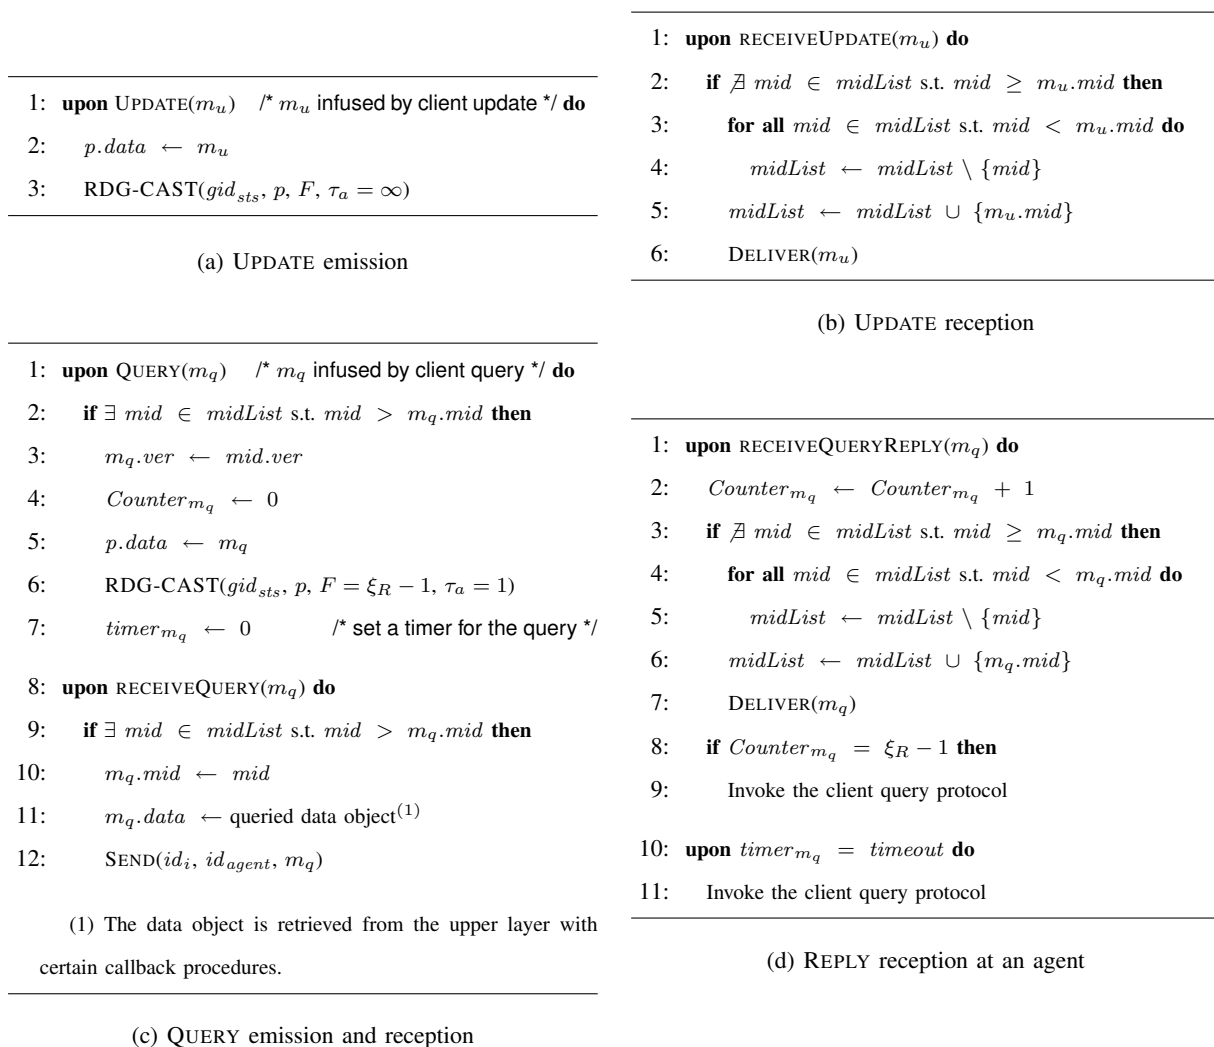 1: upon UPDATE(m_u) /* m_u infused by client update */ do
2: p.data ← m_u
3: RDG-CAST(gid_sts, p, F, τ_a = ∞)
(a) UPDATE emission
1: upon RECEIVEUPDATE(m_u) do
2: if ∄ mid ∈ midList s.t. mid ≥ m_u.mid then
3: for all mid ∈ midList s.t. mid < m_u.mid do
4: midList ← midList \ {mid}
5: midList ← midList ∪ {m_u.mid}
6: DELIVER(m_u)
(b) UPDATE reception
1: upon QUERY(m_q) /* m_q infused by client query */ do
2: if ∃ mid ∈ midList s.t. mid > m_q.mid then
3: m_q.ver ← mid.ver
4: Counter_{m_q} ← 0
5: p.data ← m_q
6: RDG-CAST(gid_sts, p, F = ξ_R − 1, τ_a = 1)
7: timer_{m_q} ← 0 /* set a timer for the query */
8: upon RECEIVEQUERY(m_q) do
9: if ∃ mid ∈ midList s.t. mid > m_q.mid then
10: m_q.mid ← mid
11: m_q.data ← queried data object(1)
12: SEND(id_i, id_agent, m_q)
(1) The data object is retrieved from the upper layer with
certain callback procedures.
(c) QUERY emission and reception
1: upon RECEIVEQUERYREPLY(m_q) do
2: Counter_{m_q} ← Counter_{m_q} + 1
3: if ∄ mid ∈ midList s.t. mid ≥ m_q.mid then
4: for all mid ∈ midList s.t. mid < m_q.mid do
5: midList ← midList \ {mid}
6: midList ← midList ∪ {m_q.mid}
7: DELIVER(m_q)
8: if Counter_{m_q} = ξ_R − 1 then
9: Invoke the client query protocol
10: upon timer_{m_q} = timeout do
11: Invoke the client query protocol
(d) REPLY reception at an agent